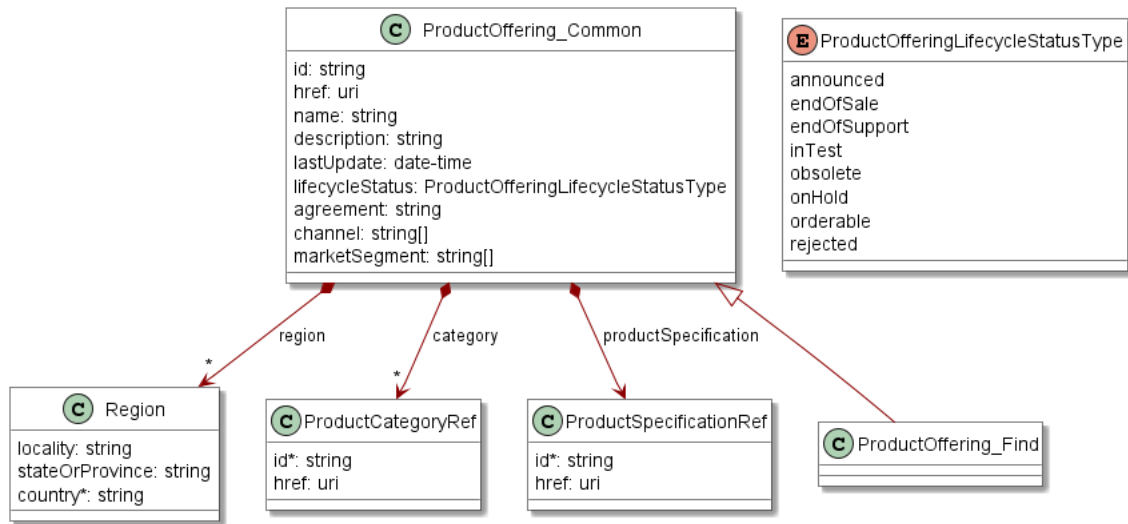 C ProductOffering_Common
id: string
href: uri
name: string
description: string
lastUpdate: date-time
lifecycleStatus: ProductOfferingLifecycleStatusType
agreement: string
channel: string[]
marketSegment: string[]
E ProductOfferingLifecycleStatusType
announced
endOfSale
endOfSupport
inTest
obsolete
onHold
orderable
rejected
region
category
productSpecification
*
*
C Region
locality: string
stateOrProvince: string
country*: string
C ProductCategoryRef
id*: string
href: uri
C ProductSpecificationRef
id*: string
href: uri
C ProductOffering_Find